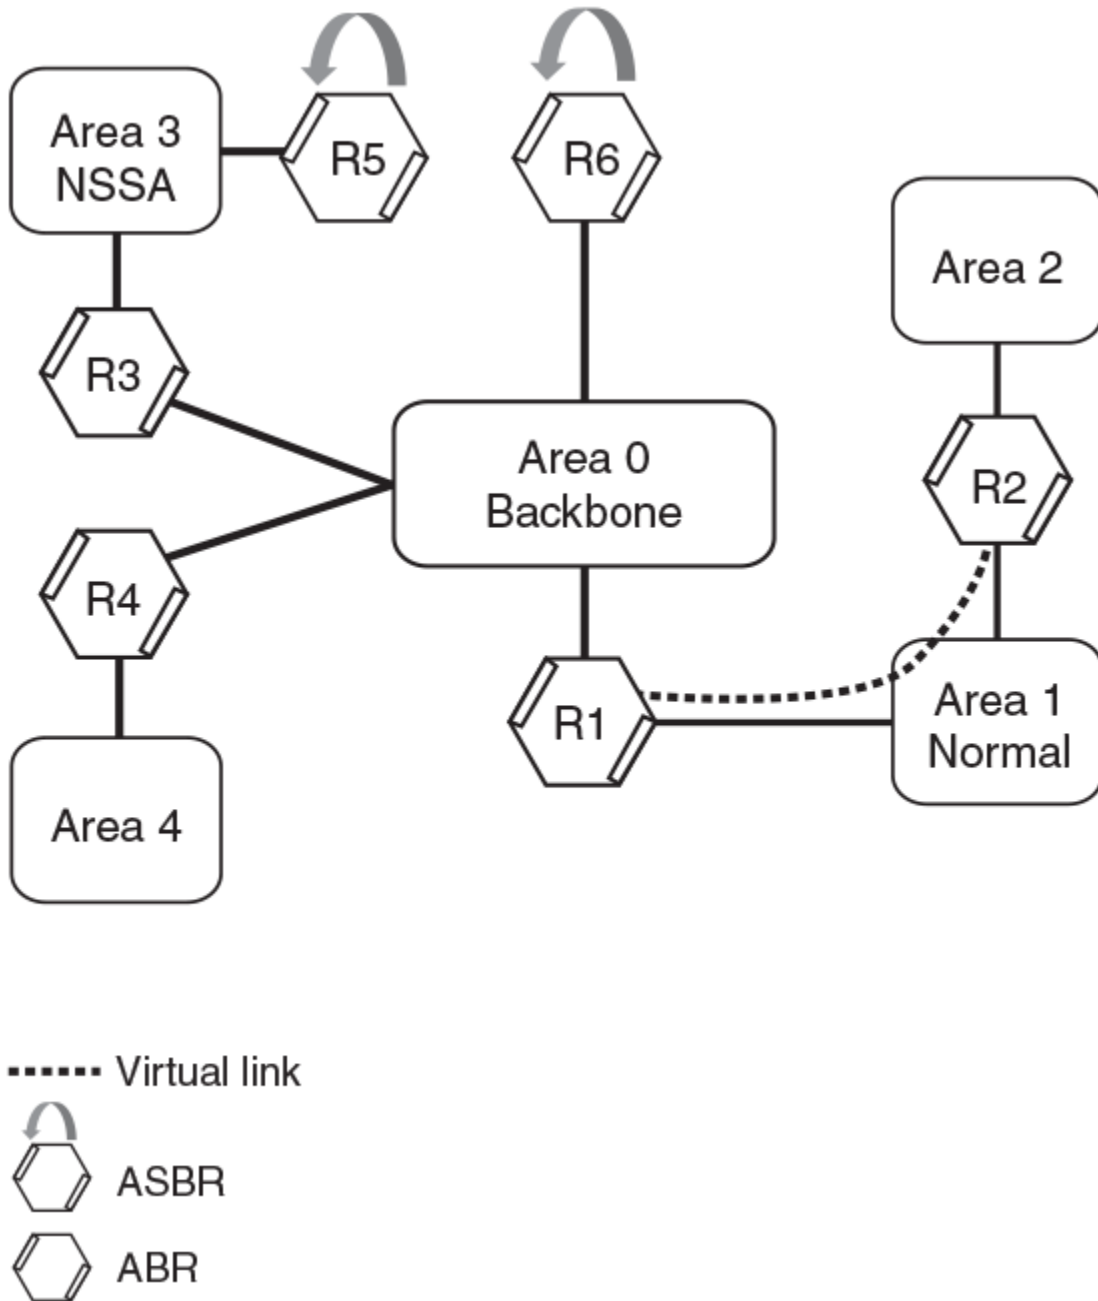 Area 3
NSSA
R5
R6
Area 2
R3
Area 0
Backbone
R2
R4
R1
Area 1
Normal
Area 4
Virtual link
ASBR
ABR